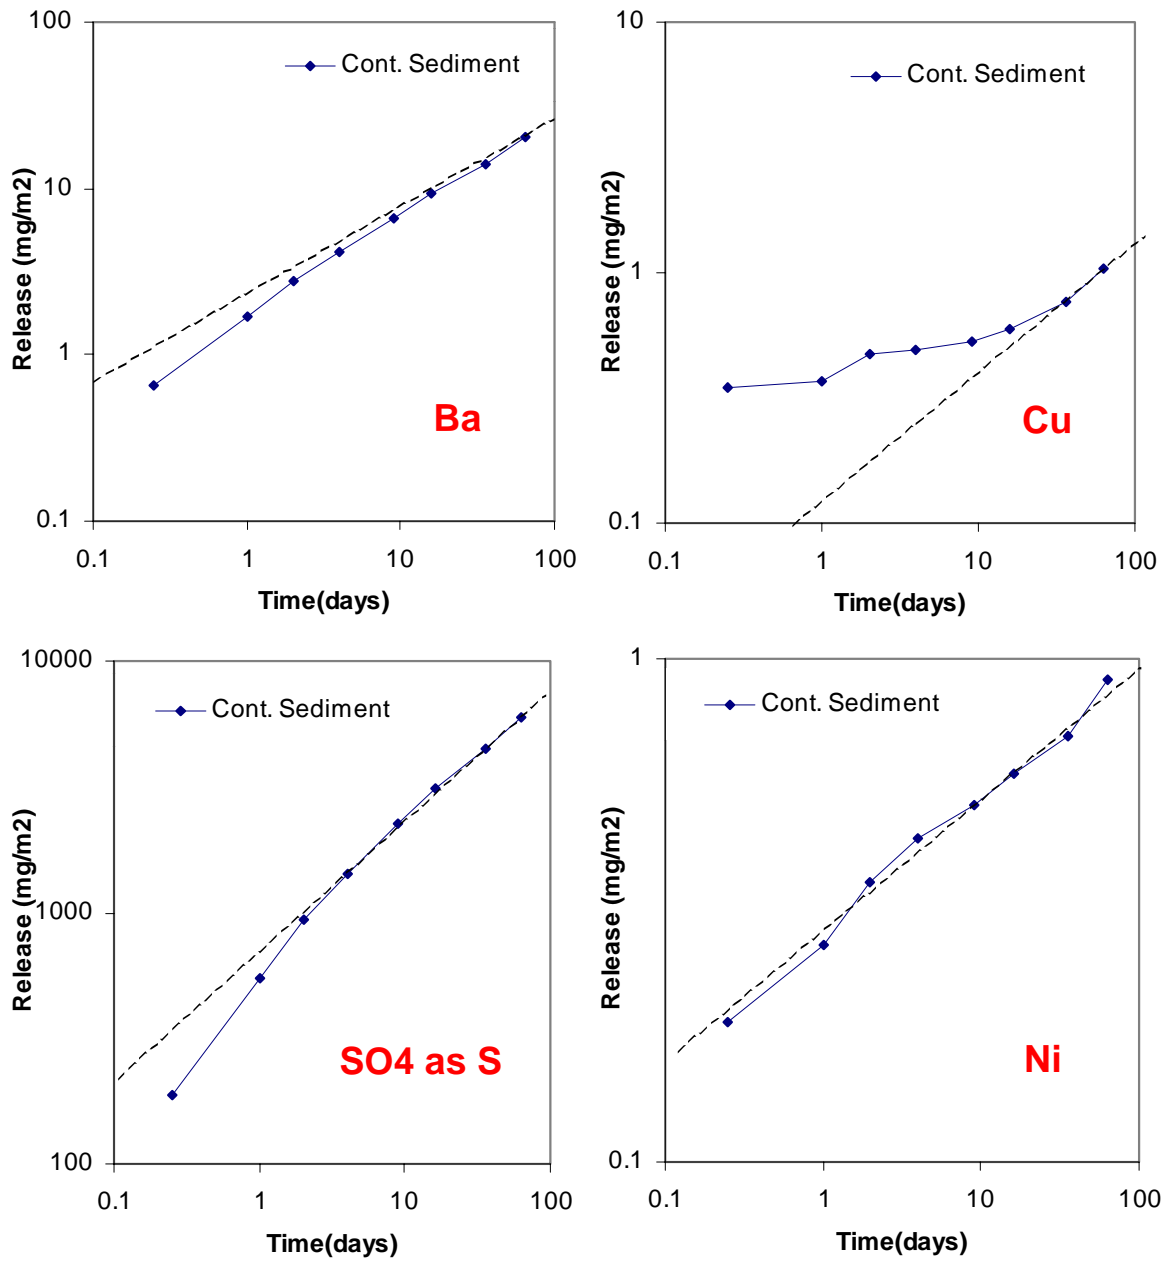 100
10
1
0.1
Release (mg/m2)
Cont. Sediment
Ba
0.1
1
10
100
Time(days)
10
1
0.1
Release (mg/m2)
Cont. Sediment
Cu
0.1
1
10
100
Time(days)
10000
1000
100
Release (mg/m2)
Cont. Sediment
SO4 as S
0.1
1
10
100
Time(days)
1
0.1
Release (mg/m2)
Cont. Sediment
Ni
0.1
1
10
100
Time(days)